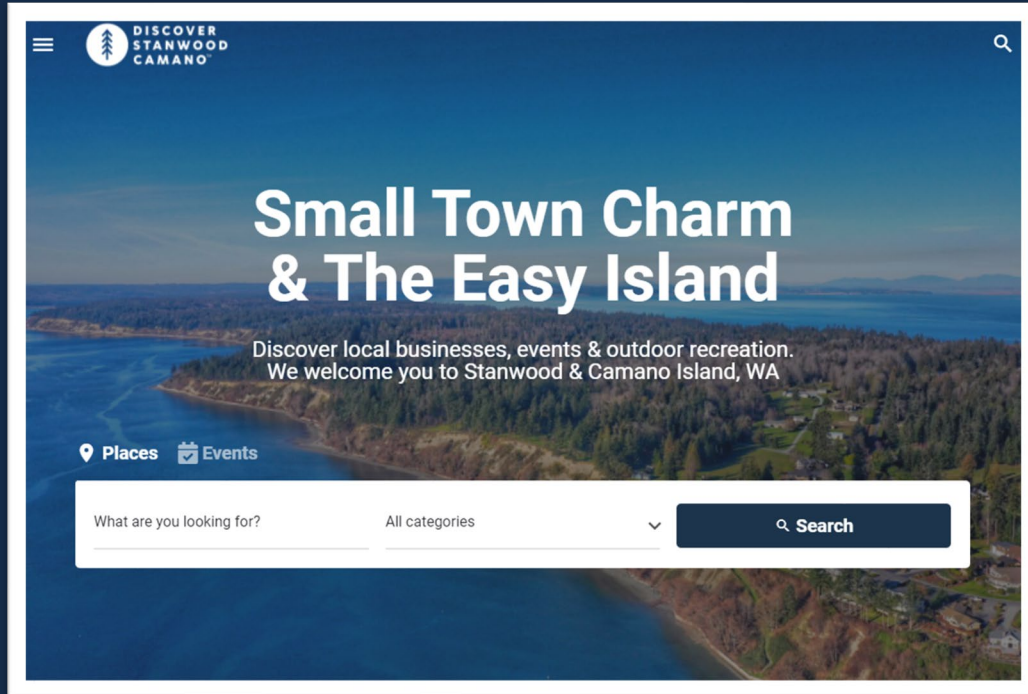 DISCOVER
STANWOOD
CAMANO™
Small Town Charm
& The Easy Island
Discover local businesses, events & outdoor recreation.
We welcome you to Stanwood & Camano Island, WA
Places Events
What are you looking for? All categories Search